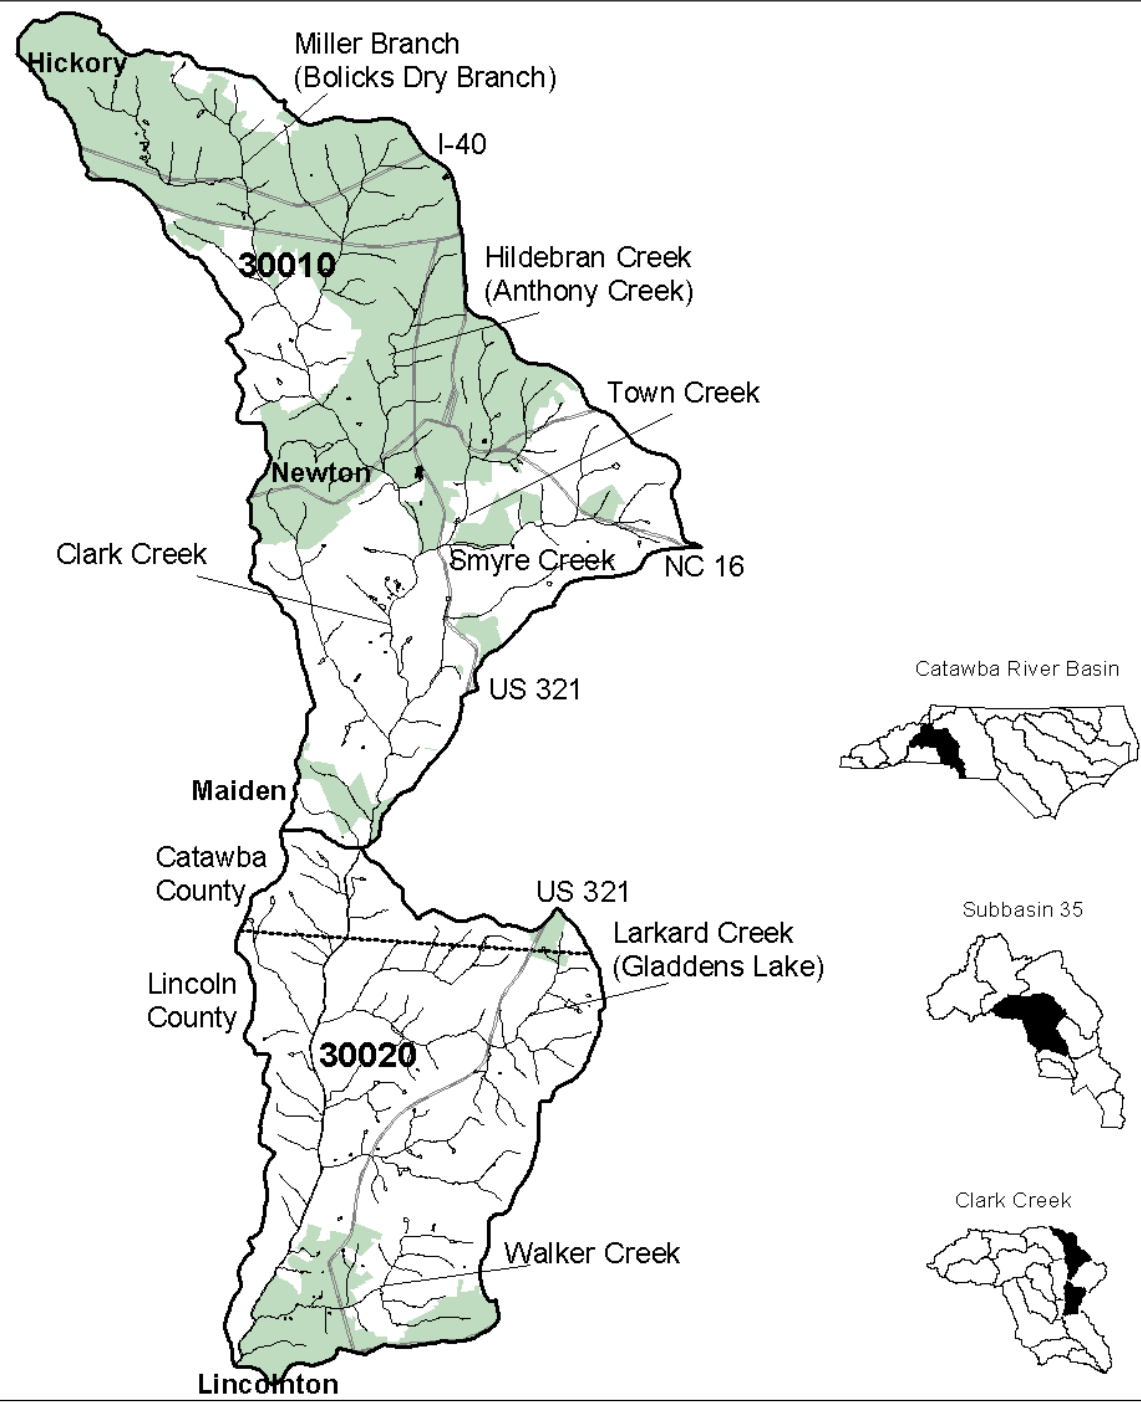 Hickory
Miller Branch
(Bolicks Dry Branch)
I-40
30010
Hildebran Creek
(Anthony Creek)
Town Creek
Newton
Clark Creek
Smyre Creek
NC 16
US 321
Catawba River Basin
Maiden
Catawba
County
US 321
Subbasin 35
Larkard Creek
(Gladdens Lake)
Lincoln
County
30020
Clark Creek
Walker Creek
Lincolnton